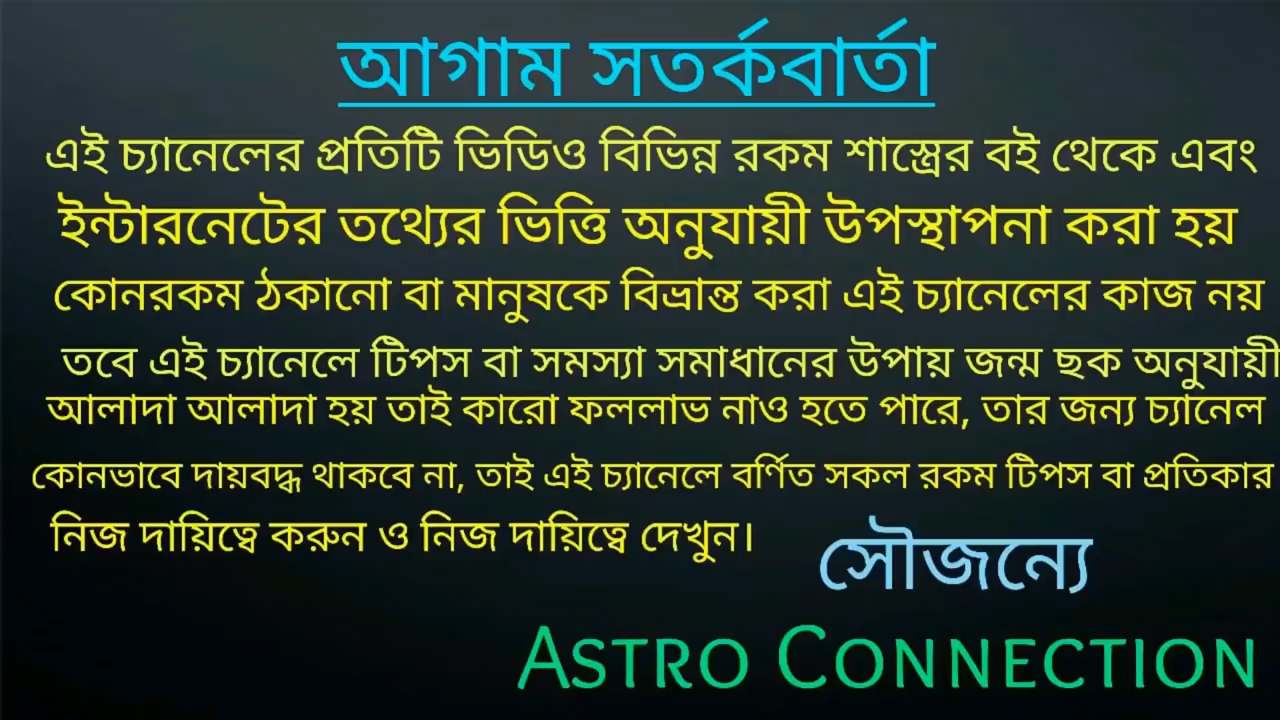 আগাম সতর্কবার্তা
এই চ্যানেলের প্রতিটি ভিডিও বিভিন্ন রকম শাস্ত্রের বই থেকে এবং
ইন্টারনেটের তথ্যের ভিত্তি অনুযায়ী উপস্থাপনা করা হয়
কোনরকম ঠকানো বা মানুষকে বিভ্রান্ত করা এই চ্যানেলের কাজ নয়
তবে এই চ্যানেলে টিপস বা সমস্যা সমাধানের উপায় জন্ম ছক অনুযায়ী
আলাদা আলাদা হয় তাই কারো ফললাভ নাও হতে পারে, তার জন্য চ্যানেল
কোনভাবে দায়বদ্ধ থাকবে না, তাই এই চ্যানেলে বর্ণিত সকল রকম টিপস বা প্রতিকার
নিজ দায়িত্বে করুন ও নিজ দায়িত্বে দেখুন।
সৌজন্যে
Astro Connection